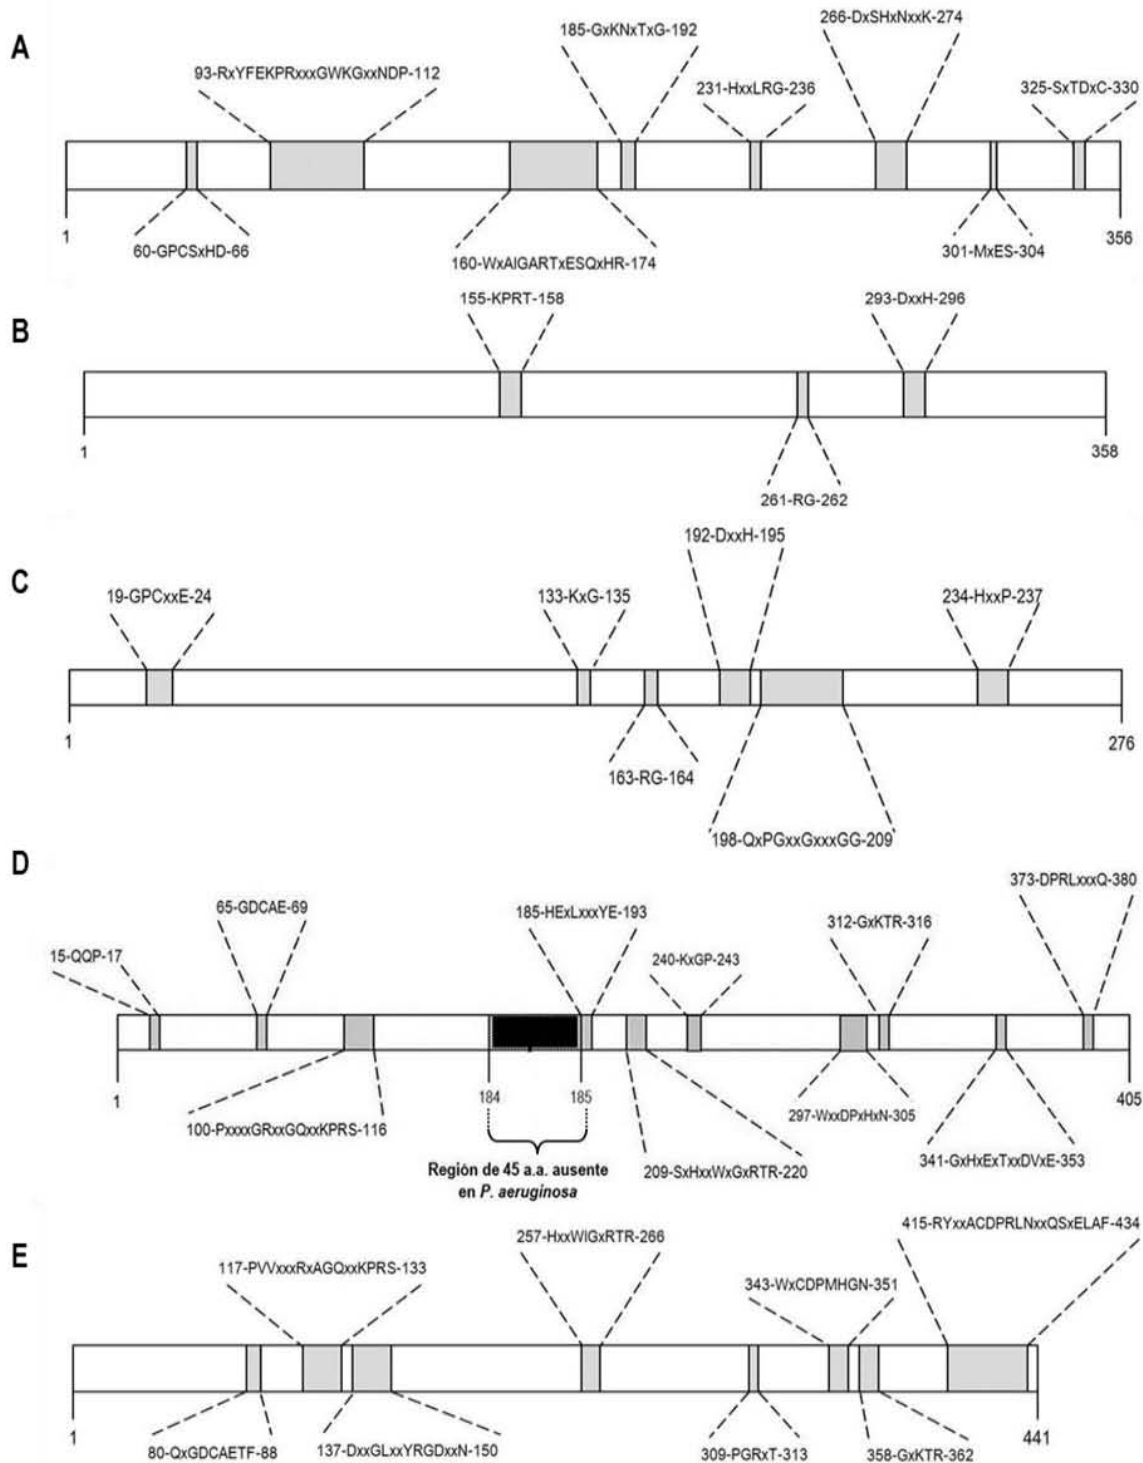 A
93-RxYFEKPRxxxGWKGxxNDP-112
185-GxKNxTxG-192
266-DxSHxNxxK-274
231-HxxLRG-236
325-SxTDxC-330
1
60-GPCSxHD-66
160-WxAIGARTxESQxHR-174
301-MxES-304
356
B
155-KPRT-158
293-DxxH-296
1
261-RG-262
358
C
19-GPCxxE-24
133-KxG-135
192-DxxH-195
234-HxxP-237
1
163-RG-164
198-QxPGxxGxxxGG-209
276
D
15-QQP-17
65-GDCAE-69
185-HExLxxxYE-193
240-KxGP-243
312-GxKTR-316
373-DPRLxxxQ-380
1
100-PxxxxGRxxGQxxKPRS-116
184
185
Región de 45 a.a. ausente
en P. aeruginosa
209-SxHxxWxGxRTR-220
297-WxxDPxHxN-305
341-GxHxExTxxDVxE-353
405
E
117-PVVxxxRxAGQxxKPRS-133
257-HxxWIGxRTR-266
343-WxCDPMHGN-351
415-RYxxACDPRLNxxQSxELAF-434
1
80-QxGDCAETF-88
137-DxxGLxxYRGDxxN-150
309-PGRxT-313
358-GxKTR-362
441